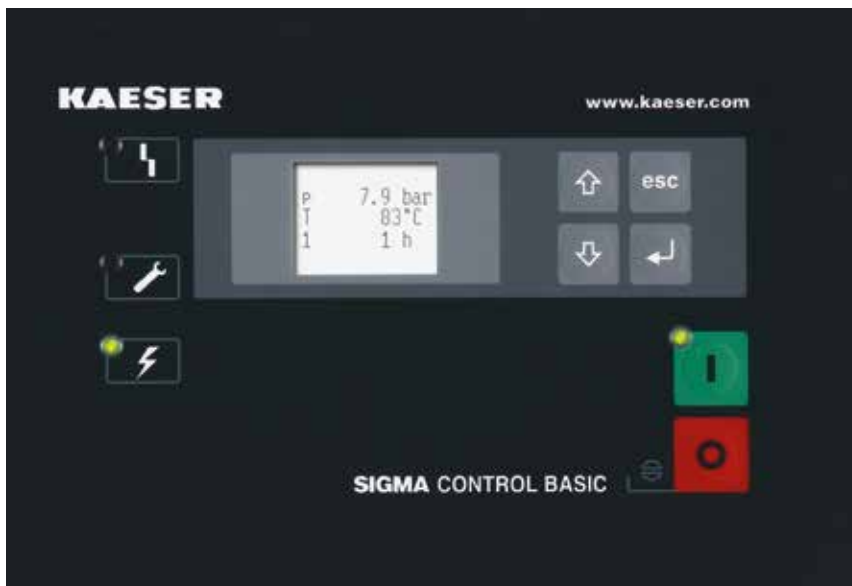 KAESER
www.kaeser.com
P 7.9 bar
T 83°C
1 1 h
esc
I
O
SIGMA CONTROL BASIC